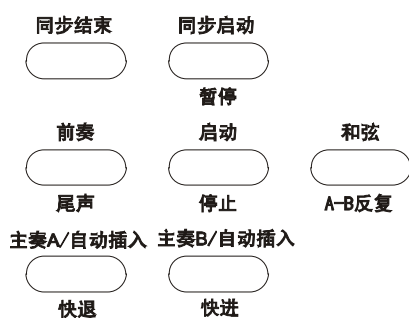 同步结束 同步启动
暂停
前奏 启动 和弦
尾声 停止 A-B反复
主奏A/自动插入 主奏B/自动插入
快退 快进